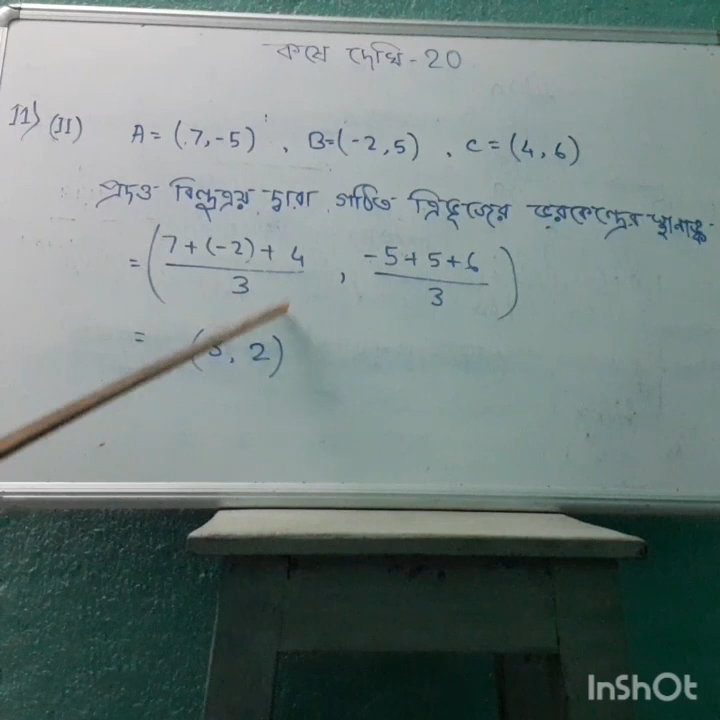 কষে দেখি - 20
11) (II) A = (7, -5) , B = (-2, 5) , C = (4, 6)
প্রদত্ত বিন্দুত্রয় দ্বারা গঠিত ত্রিভুজের ভরকেন্দ্রের স্থানাঙ্ক
= ( 7 + (-2) + 4 / 3 , -5 + 5 + 6 / 3 )
= (3, 2)
InShOt